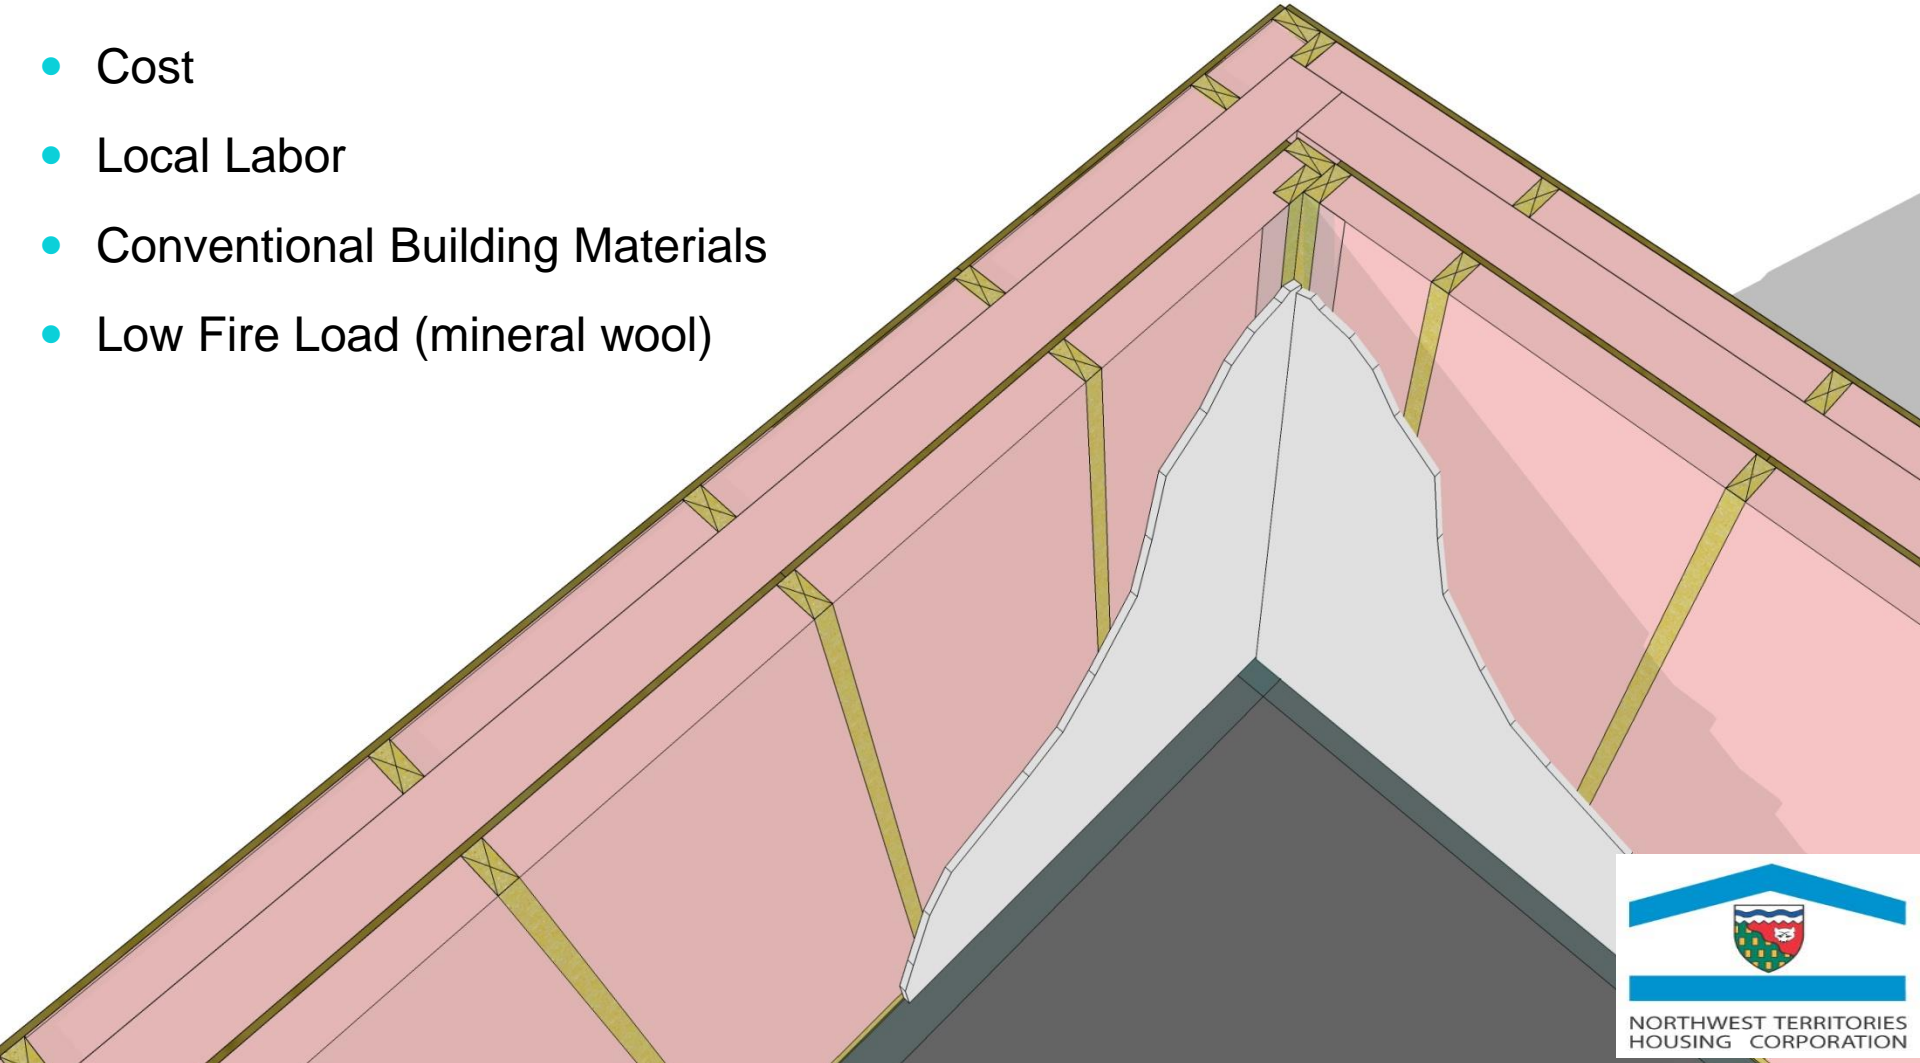 Cost
Local Labor
Conventional Building Materials
Low Fire Load (mineral wool)
NORTHWEST TERRITORIES
HOUSING CORPORATION